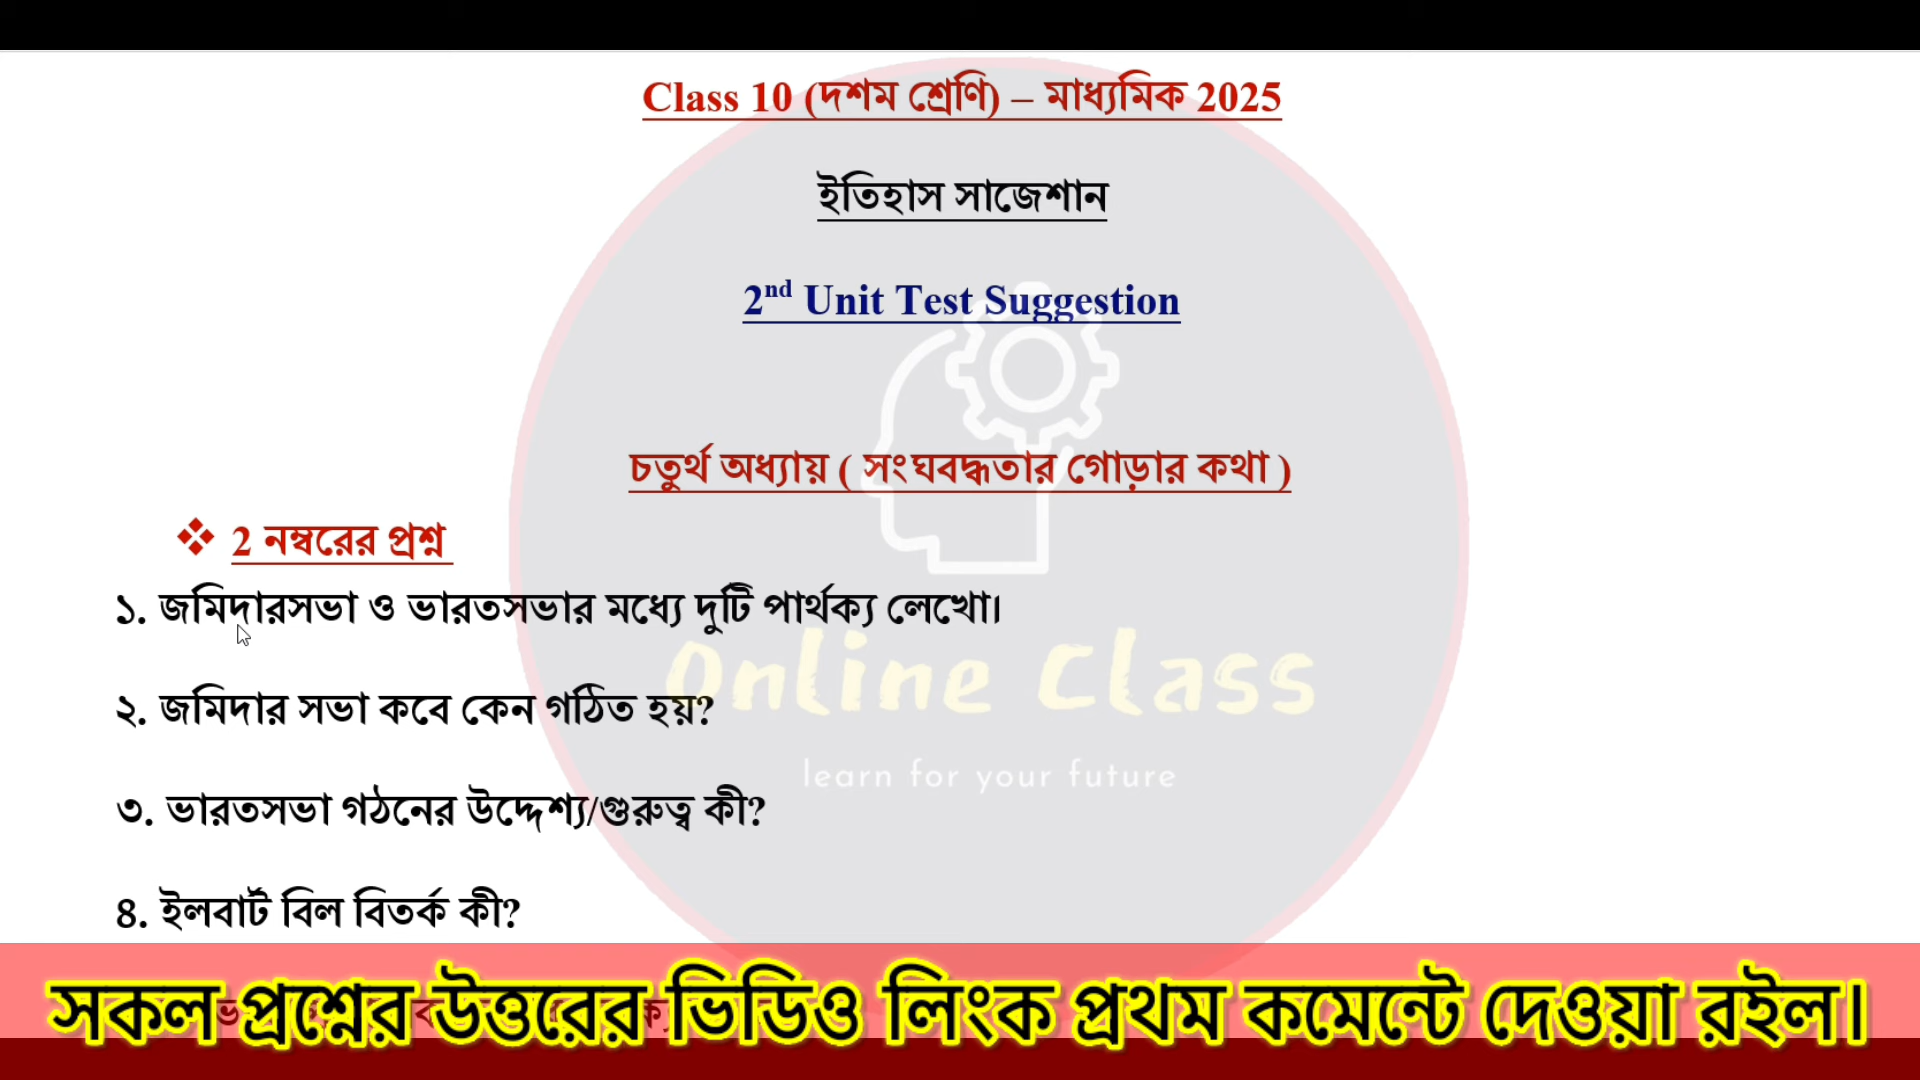 Class 10 (দশম শ্রেণি) – মাধ্যমিক 2025
ইতিহাস সাজেশান
2nd Unit Test Suggestion
চতুর্থ অধ্যায় ( সংঘবদ্ধতার গোড়ার কথা )
❖ 2 নম্বরের প্রশ্ন
১. জমিদারসভা ও ভারতসভার মধ্যে দুটি পার্থক্য লেখো।
Online Class
২. জমিদার সভা কবে কেন গঠিত হয়?
learn for your future
৩. ভারতসভা গঠনের উদ্দেশ্য/গুরুত্ব কী?
৪. ইলবার্ট বিল বিতর্ক কী?
সকল প্রশ্নের উত্তরের ভিডিও লিংক প্রথম কমেন্টে দেওয়া রইল।